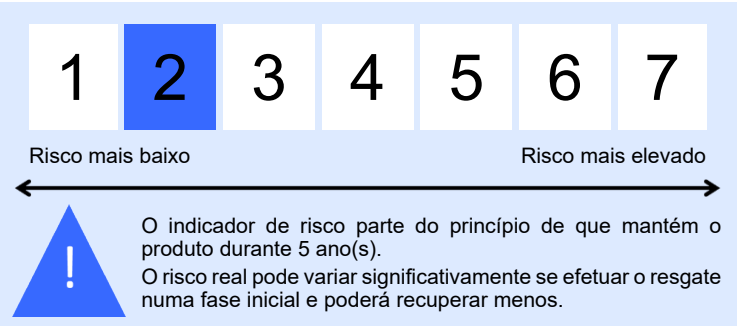 1 2 3 4 5 6 7
Risco mais baixo Risco mais elevado
!
O indicador de risco parte do princípio de que mantém o
produto durante 5 ano(s).
O risco real pode variar significativamente se efetuar o resgate
numa fase inicial e poderá recuperar menos.